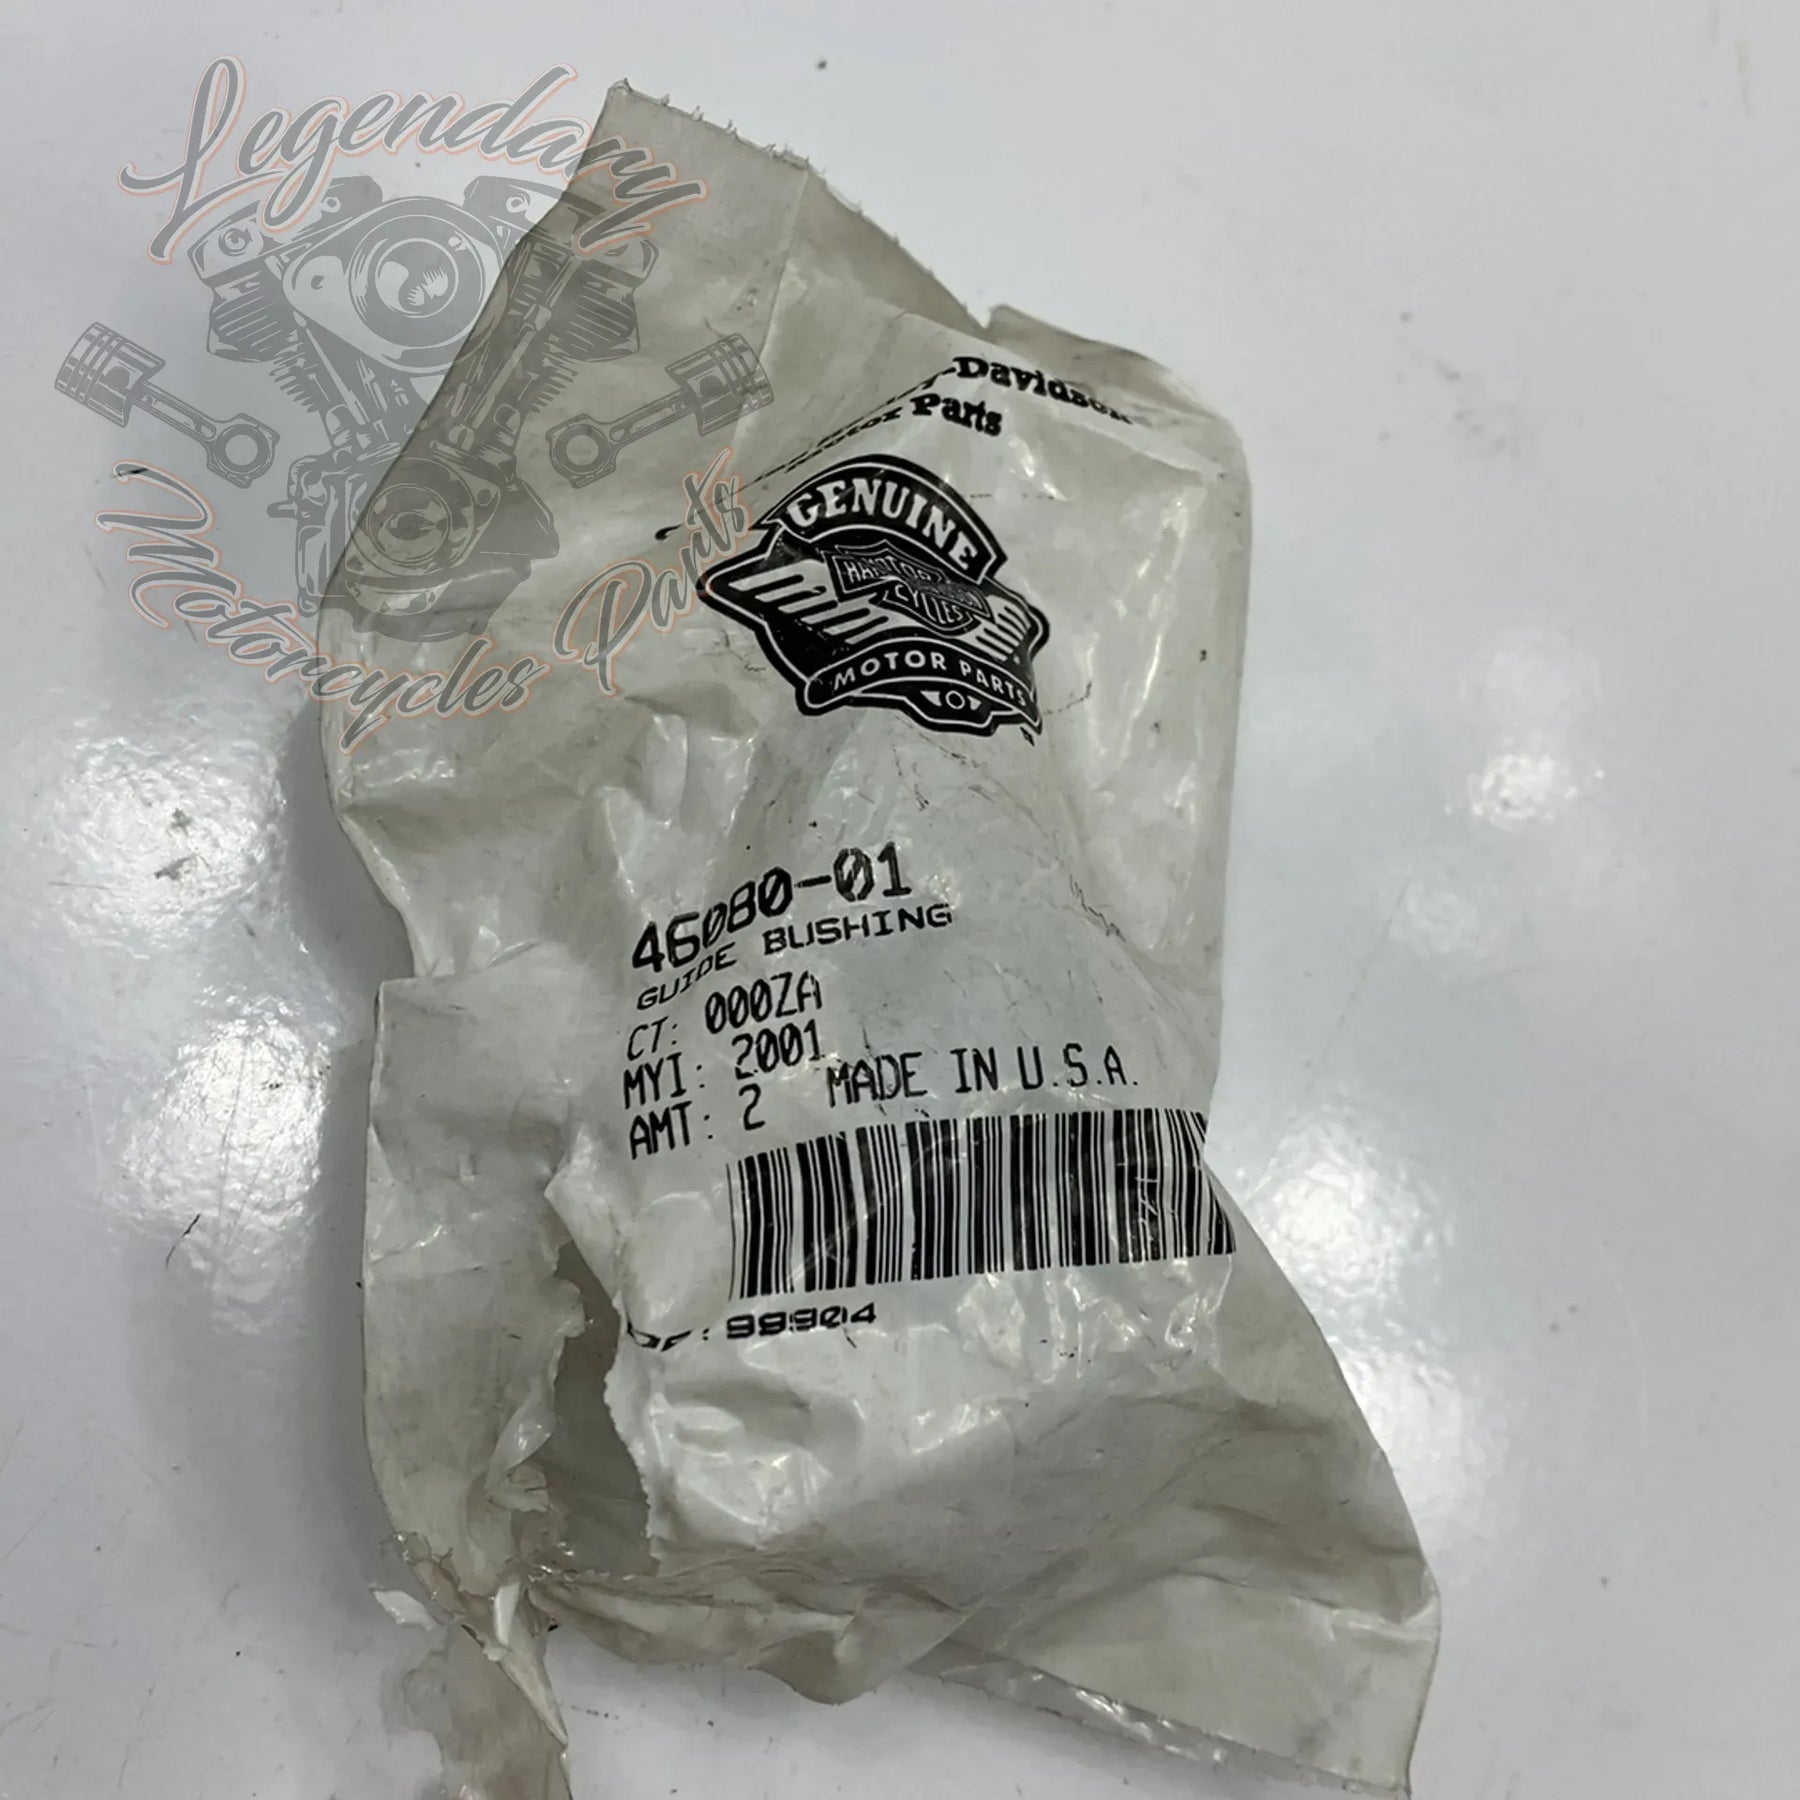 Legendary
Motorcycles Parts
-Davidson
Parts
GENUINE
MOTOR
CYCLES
MOTOR PARTS
46080-01
GUIDE BUSHING
CT: 000ZA
MYI: 2001
AMT: 2 MADE IN U.S.A.
: 99904